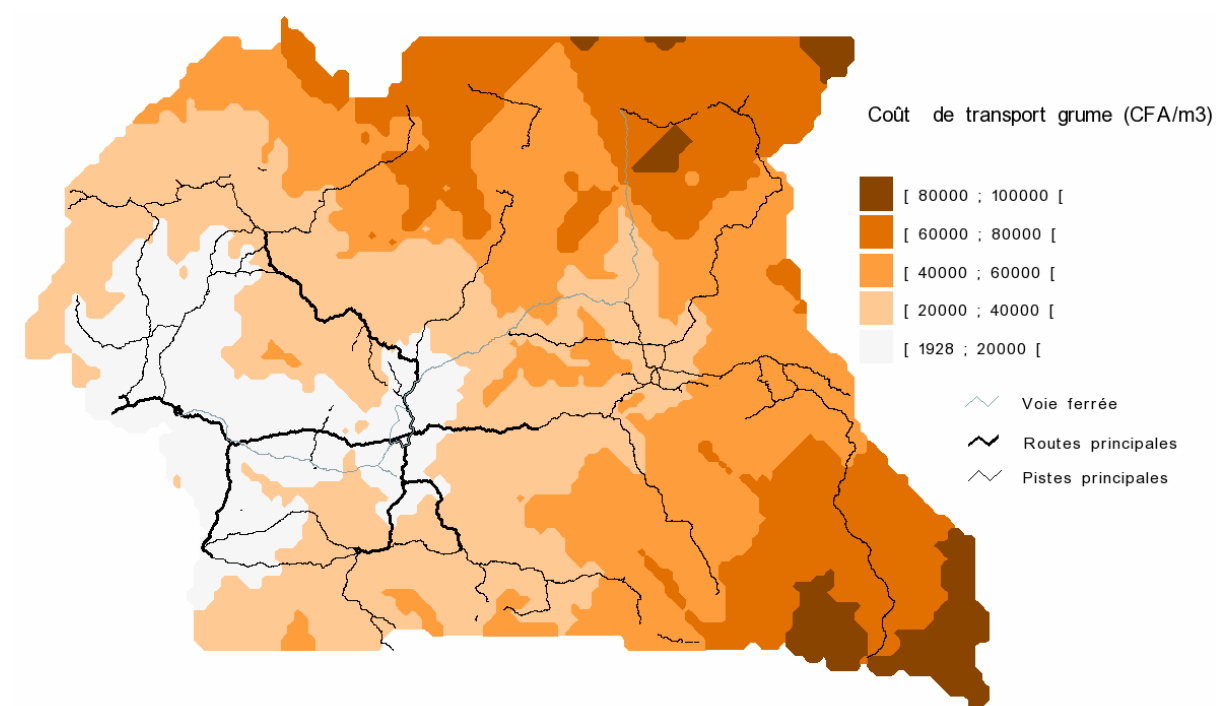 Coût de transport grume (CFA/m3)
[ 80000 ; 100000 [
[ 60000 ; 80000 [
[ 40000 ; 60000 [
[ 20000 ; 40000 [
[ 1928 ; 20000 [
Voie ferrée
Routes principales
Pistes principales